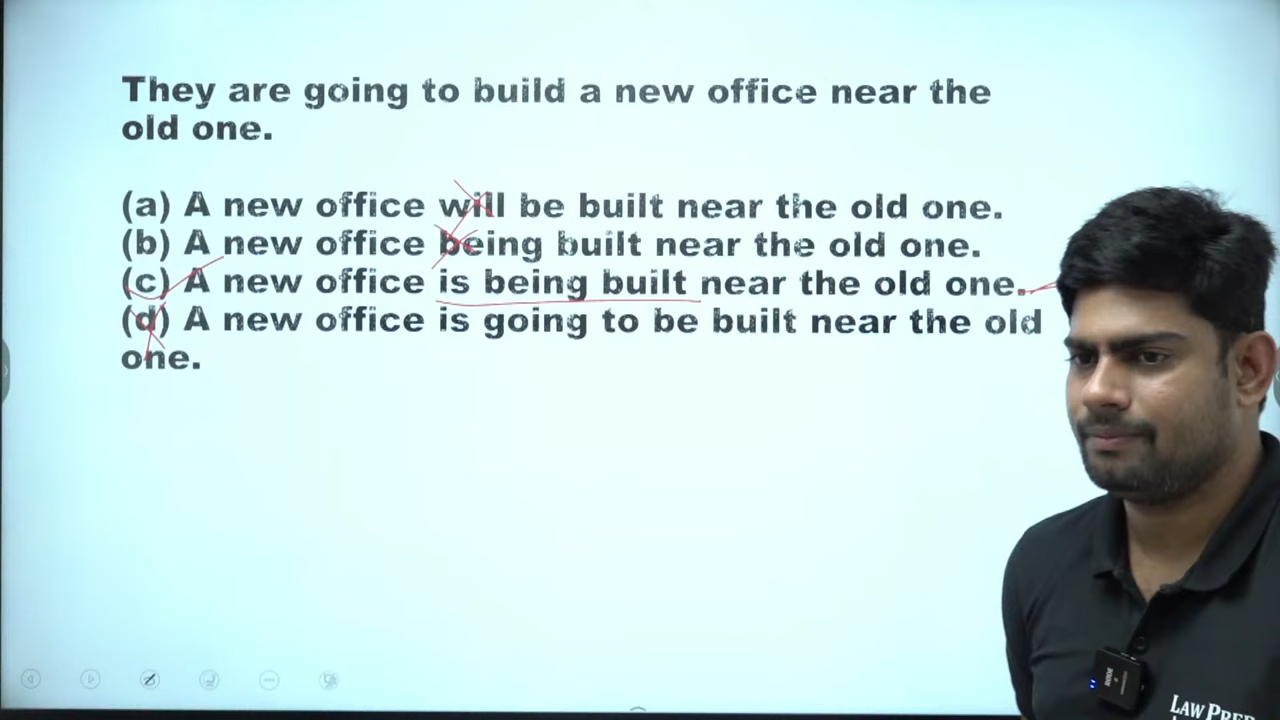 They are going to build a new office near the
old one.
(a) A new office will be built near the old one.
(b) A new office being built near the old one.
(c) A new office is being built near the old one.
(d) A new office is going to be built near the old
one.
LAW PREP